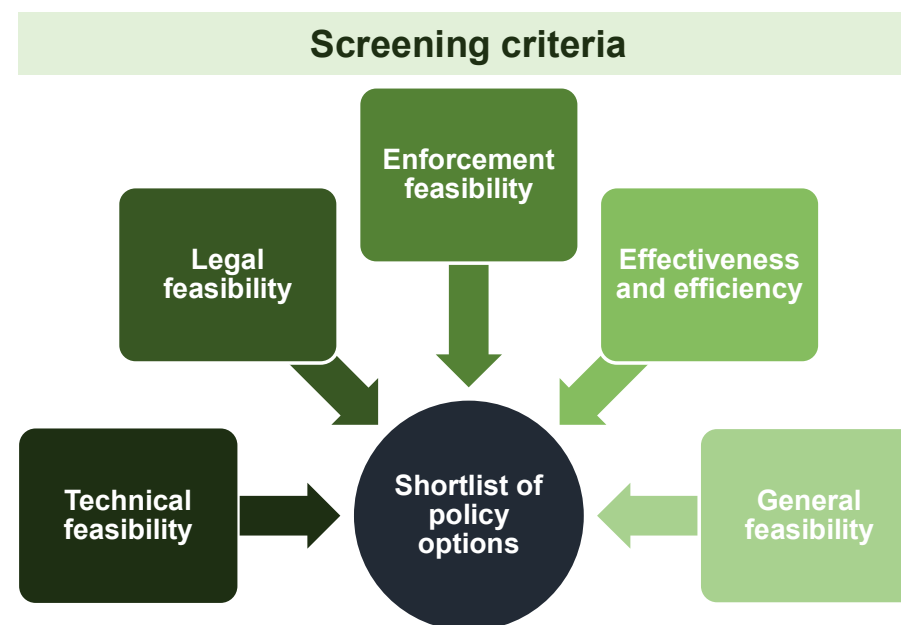 Screening criteria
Enforcement
feasibility
Legal
feasibility
Effectiveness
and efficiency
Technical
feasibility
Shortlist of
policy
options
General
feasibility